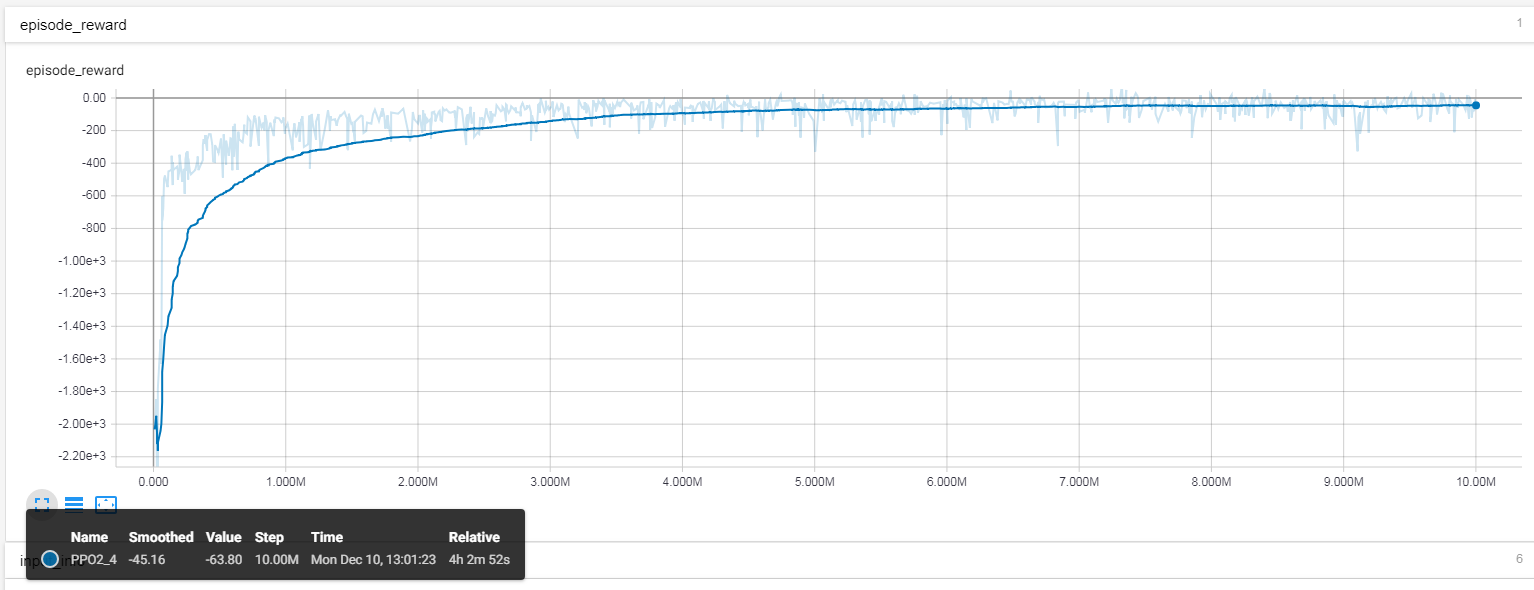 episode_reward 1
episode_reward
0.00
-200
-400
-600
-800
-1.00e+3
-1.20e+3
-1.40e+3
-1.60e+3
-1.80e+3
-2.00e+3
-2.20e+3
0.000 1.000M 2.000M 3.000M 4.000M 5.000M 6.000M 7.000M 8.000M 9.000M 10.00M
Name Smoothed Value Step Time Relative
PPO2_4 -45.16 -63.80 10.00M Mon Dec 10, 13:01:23 4h 2m 52s
6